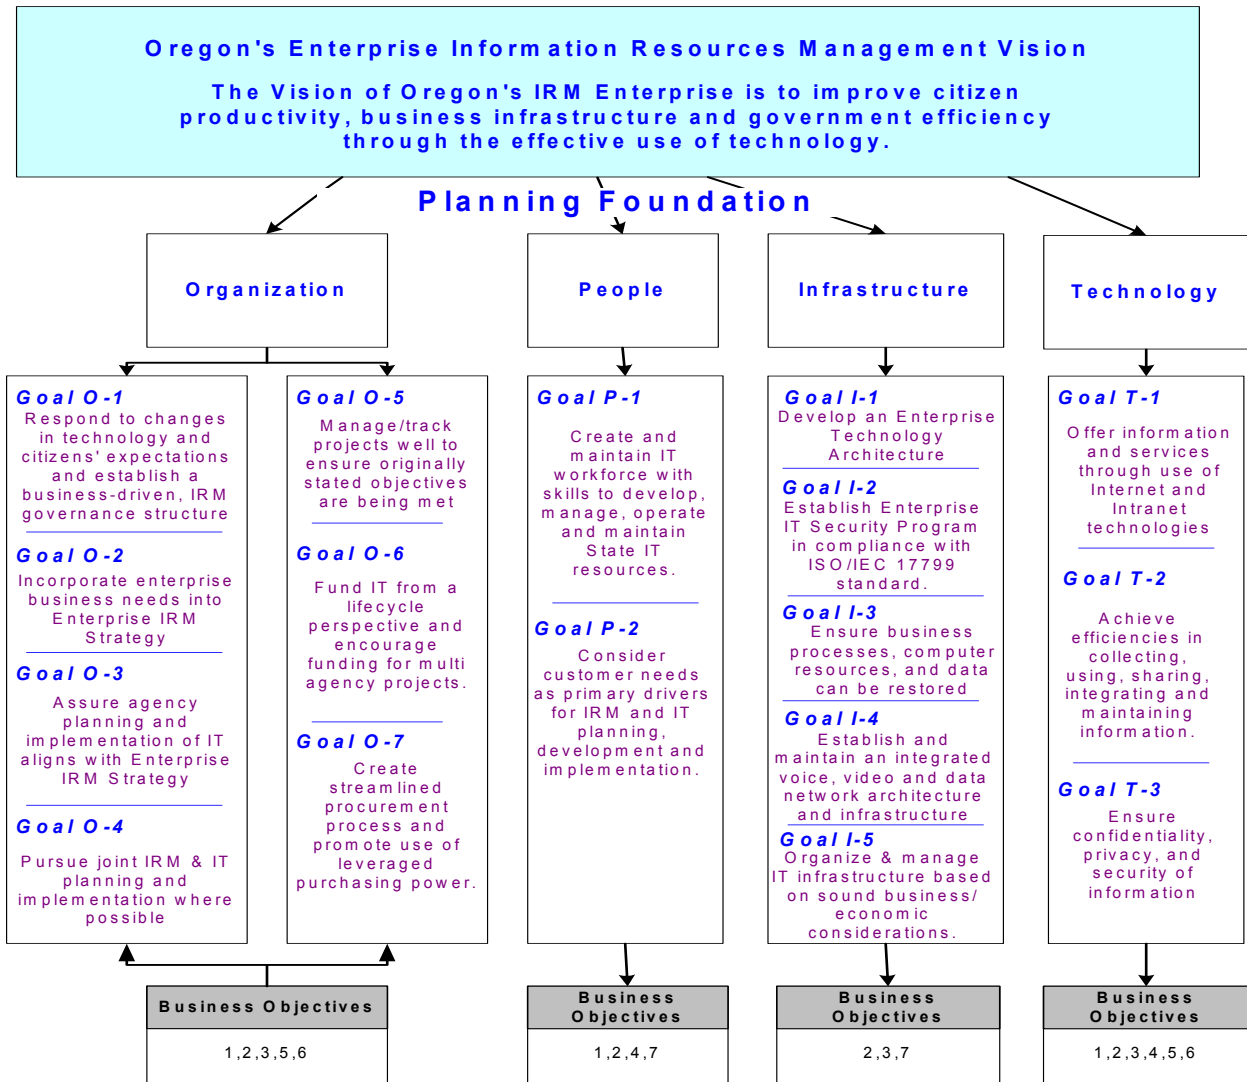 Oregon's Enterprise Information Resources Management Vision
The Vision of Oregon's IRM Enterprise is to improve citizen
productivity, business infrastructure and government efficiency
through the effective use of technology.
Planning Foundation
Organization
People
Infrastructure
Technology
Goal O-1
Respond to changes
in technology and
citizens' expectations
and establish a
business-driven, IRM
governance structure
Goal O-2
Incorporate enterprise
business needs into
Enterprise IRM
Strategy
Goal O-3
Assure agency
planning and
implementation of IT
aligns with Enterprise
IRM Strategy
Goal O-4
Pursue joint IRM & IT
planning and
implementation where
possible
Goal O-5
Manage/track
projects well to
ensure originally
stated objectives
are being met
Goal O-6
Fund IT from a
lifecycle
perspective and
encourage
funding for multi
agency projects.
Goal O-7
Create
streamlined
procurement
process and
promote use of
leveraged
purchasing power.
Goal P-1
Create and
maintain IT
workforce with
skills to develop,
manage, operate
and maintain
State IT
resources.
Goal P-2
Consider
customer needs
as primary drivers
for IRM and IT
planning,
development and
implementation.
Goal I-1
Develop an Enterprise
Technology
Architecture
Goal I-2
Establish Enterprise
IT Security Program
in compliance with
ISO/IEC 17799
standard.
Goal I-3
Ensure business
processes, computer
resources, and data
can be restored
Goal I-4
Establish and
maintain an integrated
voice, video and data
network architecture
and infrastructure
Goal I-5
Organize & manage
IT infrastructure based
on sound business/
economic
considerations.
Goal T-1
Offer information
and services
through use of
Internet and
Intranet
technologies
Goal T-2
Achieve
efficiencies in
collecting,
using, sharing,
integrating and
maintaining
information.
Goal T-3
Ensure
confidentiality,
privacy, and
security of
information
Business Objectives
1,2,3,5,6
Business
Objectives
1,2,4,7
Business
Objectives
2,3,7
Business
Objectives
1,2,3,4,5,6